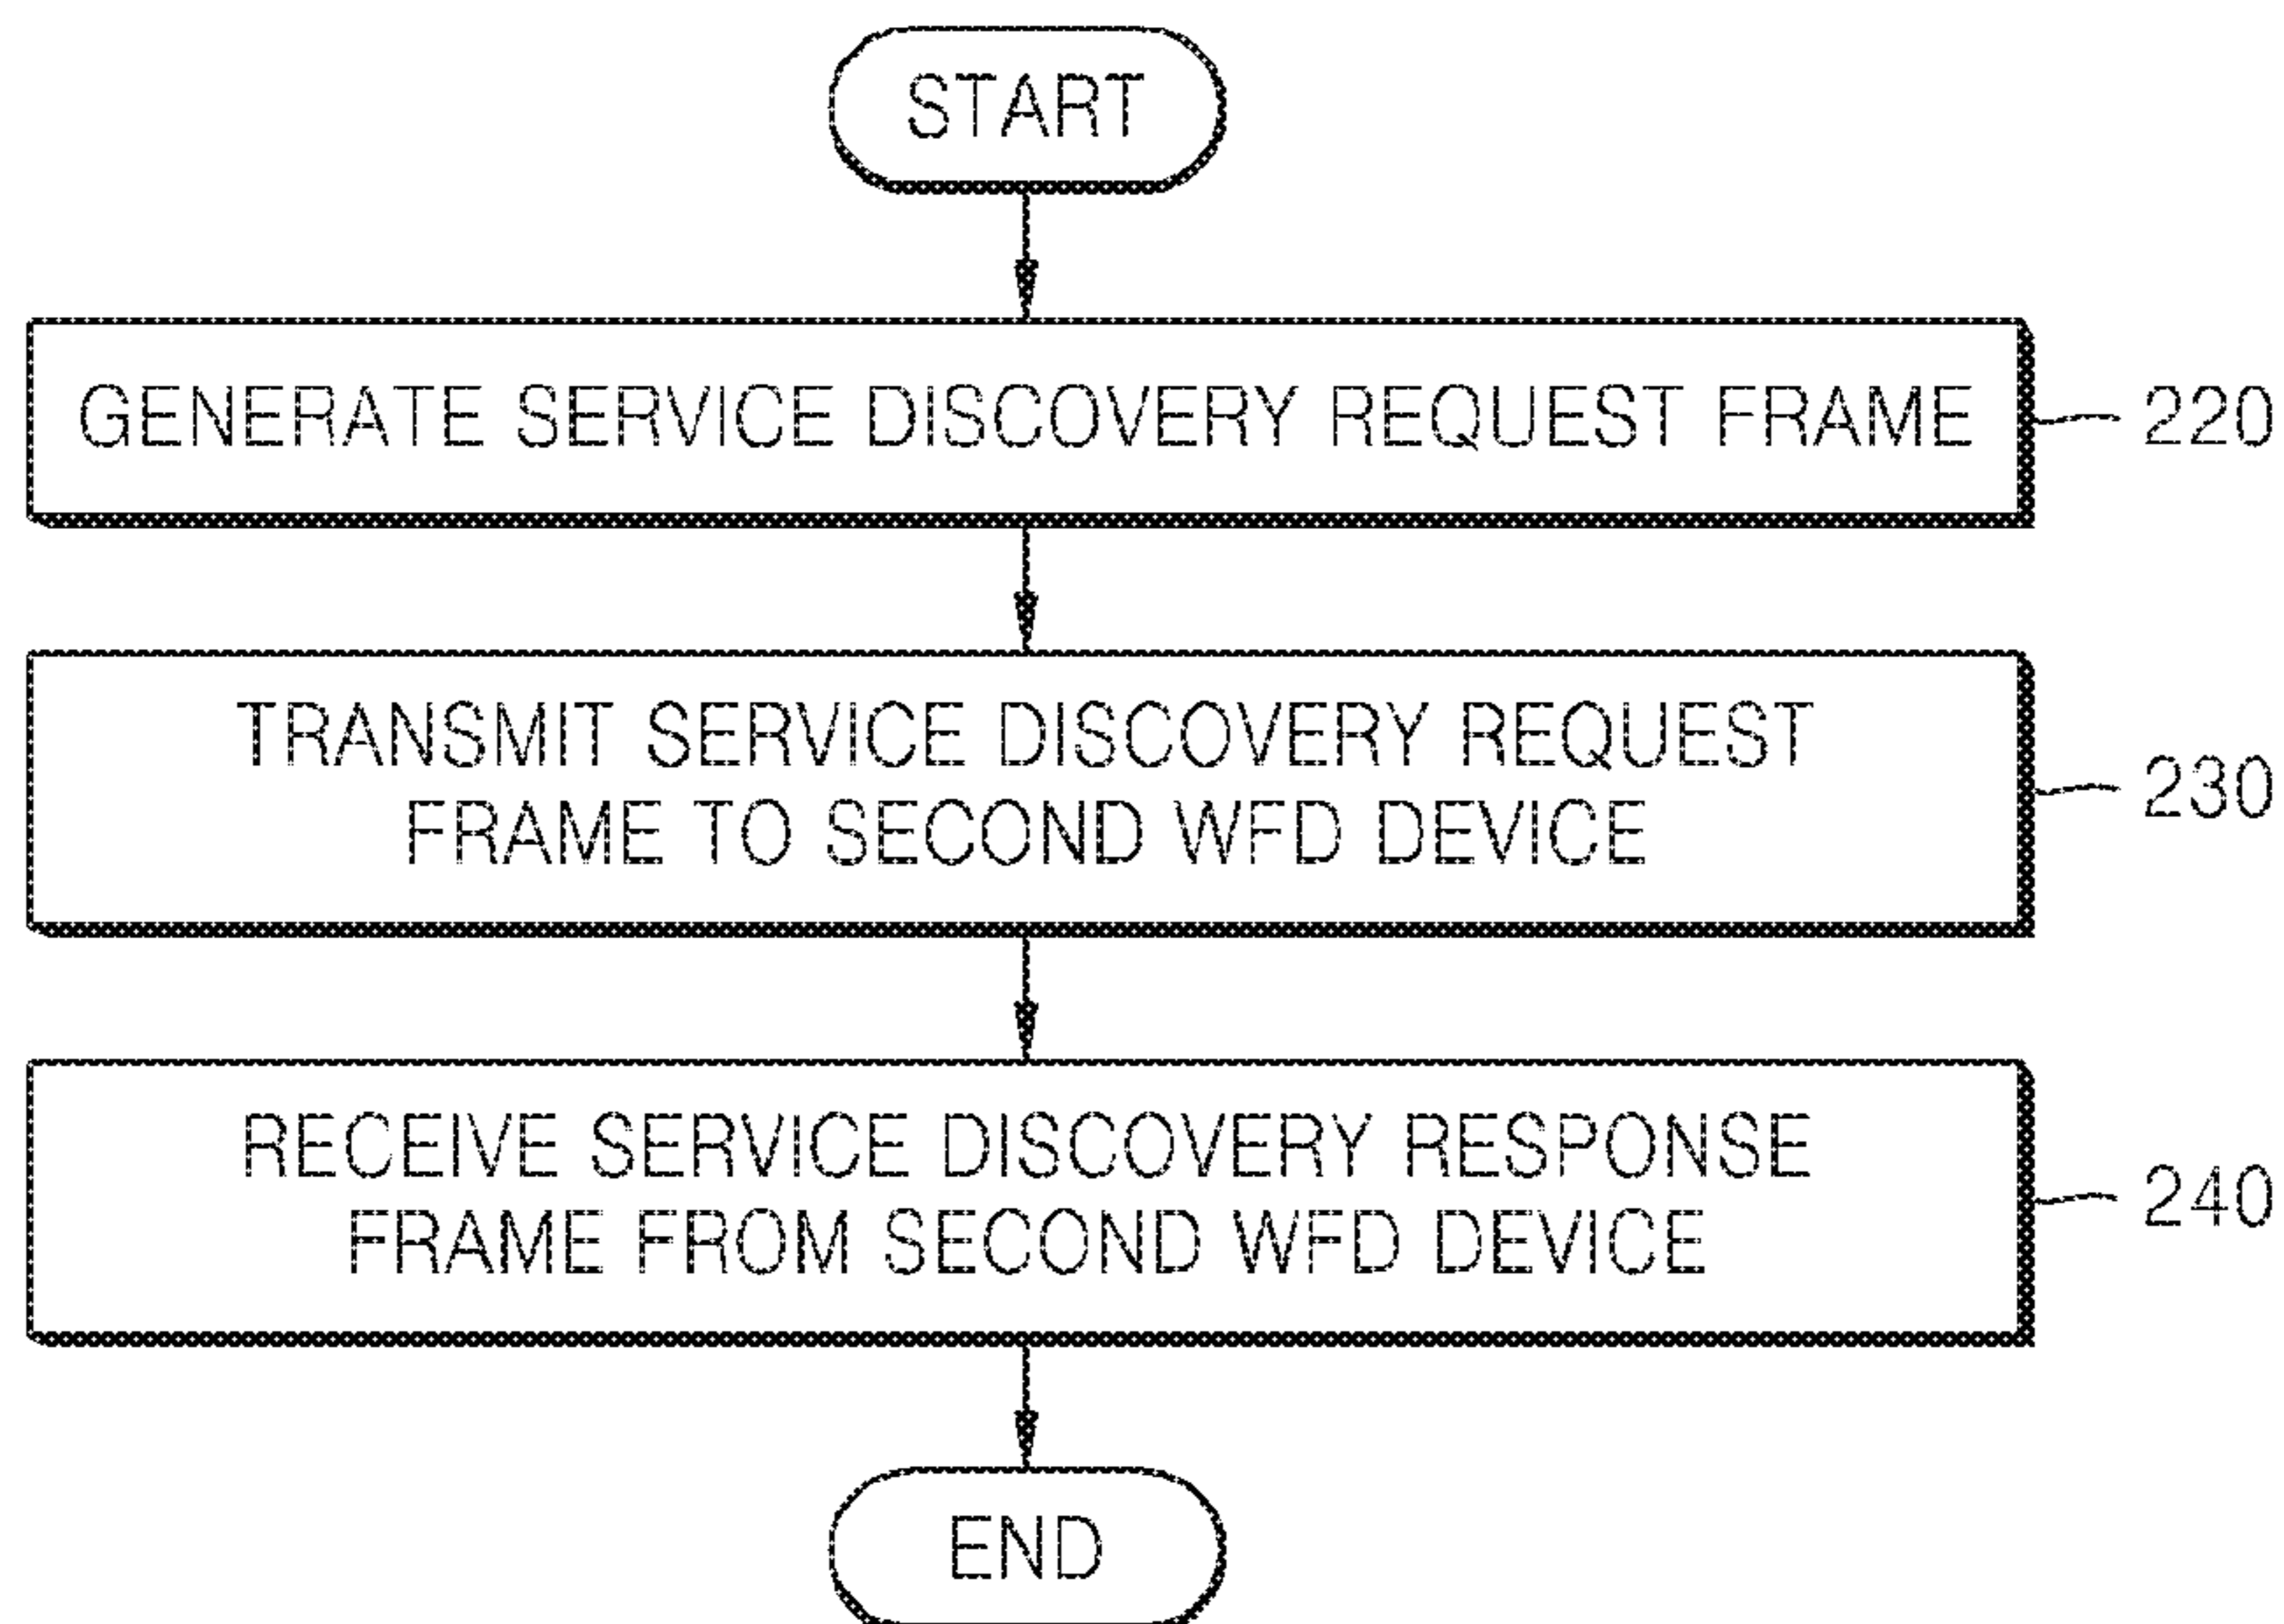 START
GENERATE SERVICE DISCOVERY REQUEST FRAME
220
TRANSMIT SERVICE DISCOVERY REQUEST
FRAME TO SECOND WFD DEVICE
230
RECEIVE SERVICE DISCOVERY RESPONSE
FRAME FROM SECOND WFD DEVICE
240
END